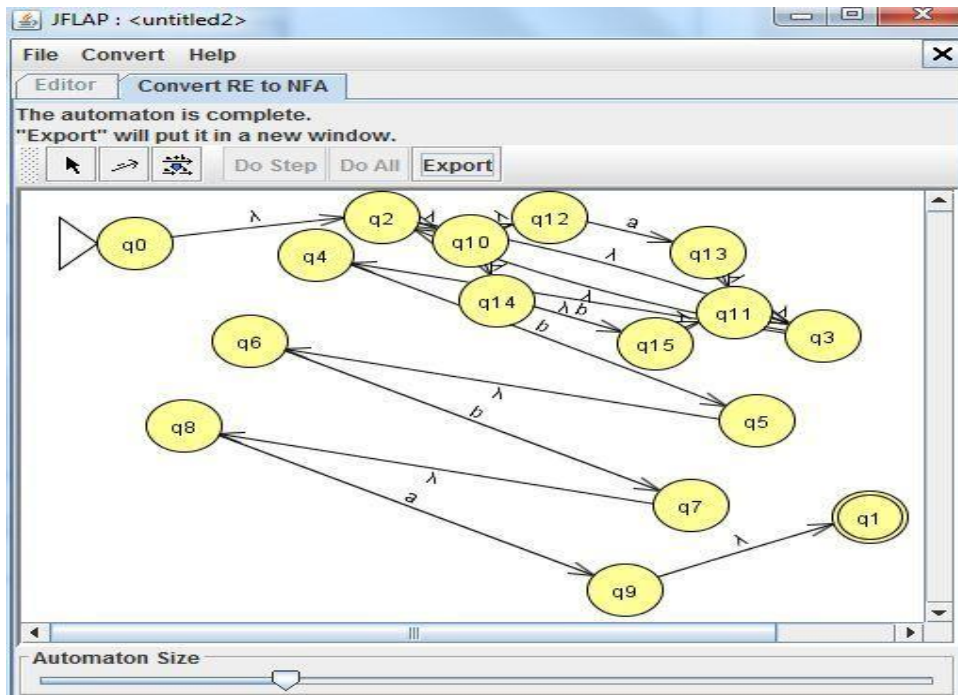 JFLAP : <untitled2>
File Convert Help
Editor Convert RE to NFA
The automaton is complete.
"Export" will put it in a new window.
Do Step Do All Export
λ
q2
q12
a
q0
q4
q10
q13
λ
q14
λ
λ b
q11
q6
b
q15
q3
λ
q5
b
q8
λ
q7
a
λ
q1
q9
Automaton Size